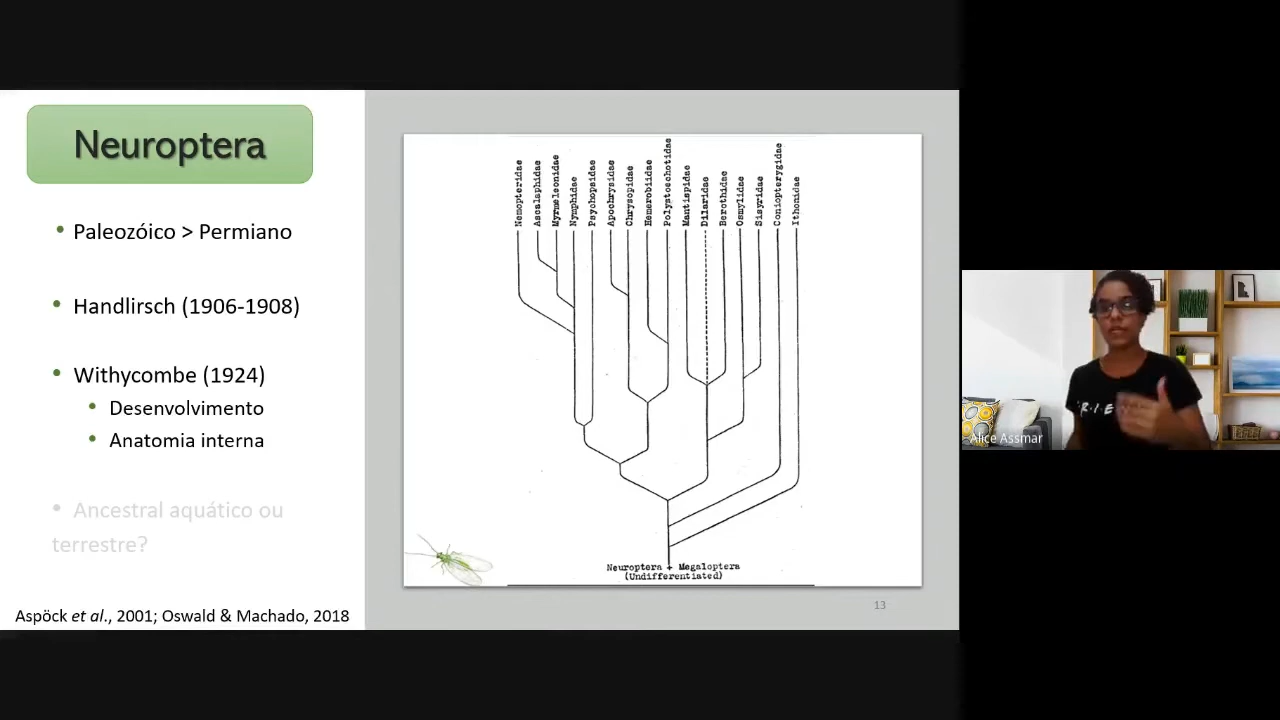 Neuroptera
• Paleozóico > Permiano
• Handlirsch (1906-1908)
• Withycombe (1924)
• Desenvolvimento
• Anatomia interna
• Ancestral aquático ou
terrestre?
Aspöck et al., 2001; Oswald & Machado, 2018
Nemopteridae
Ascalaphidae
Myrmeleonidae
Nymphidae
Psychopsidae
Apochrysidae
Chrysopidae
Hemerobiidae
Polystoechotidae
Mantispidae
Dilaridae
Berothidae
Osmylidae
Sisyridae
Coniopterygidae
Ithonidae
Neuroptera + Megaloptera
(Undifferentiated)
13
Alice Assmar